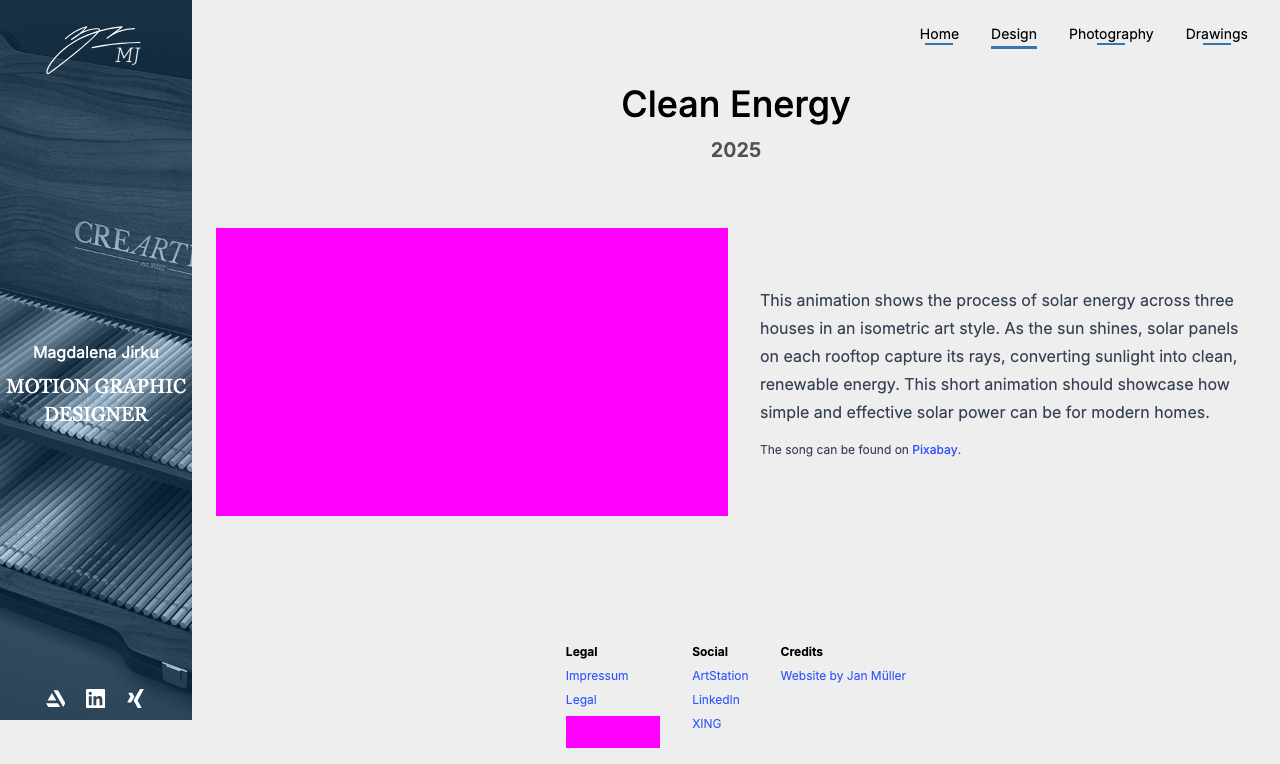 MJ
Home
Design
Photography
Drawings
Clean Energy
2025
CREART
est. 2021
Magdalena Jirku
MOTION GRAPHIC
DESIGNER
This animation shows the process of solar energy across three
houses in an isometric art style. As the sun shines, solar panels
on each rooftop capture its rays, converting sunlight into clean,
renewable energy. This short animation should showcase how
simple and effective solar power can be for modern homes.
The song can be found on Pixabay.
Legal
Impressum
Legal
Social
ArtStation
LinkedIn
XING
Credits
Website by Jan Müller